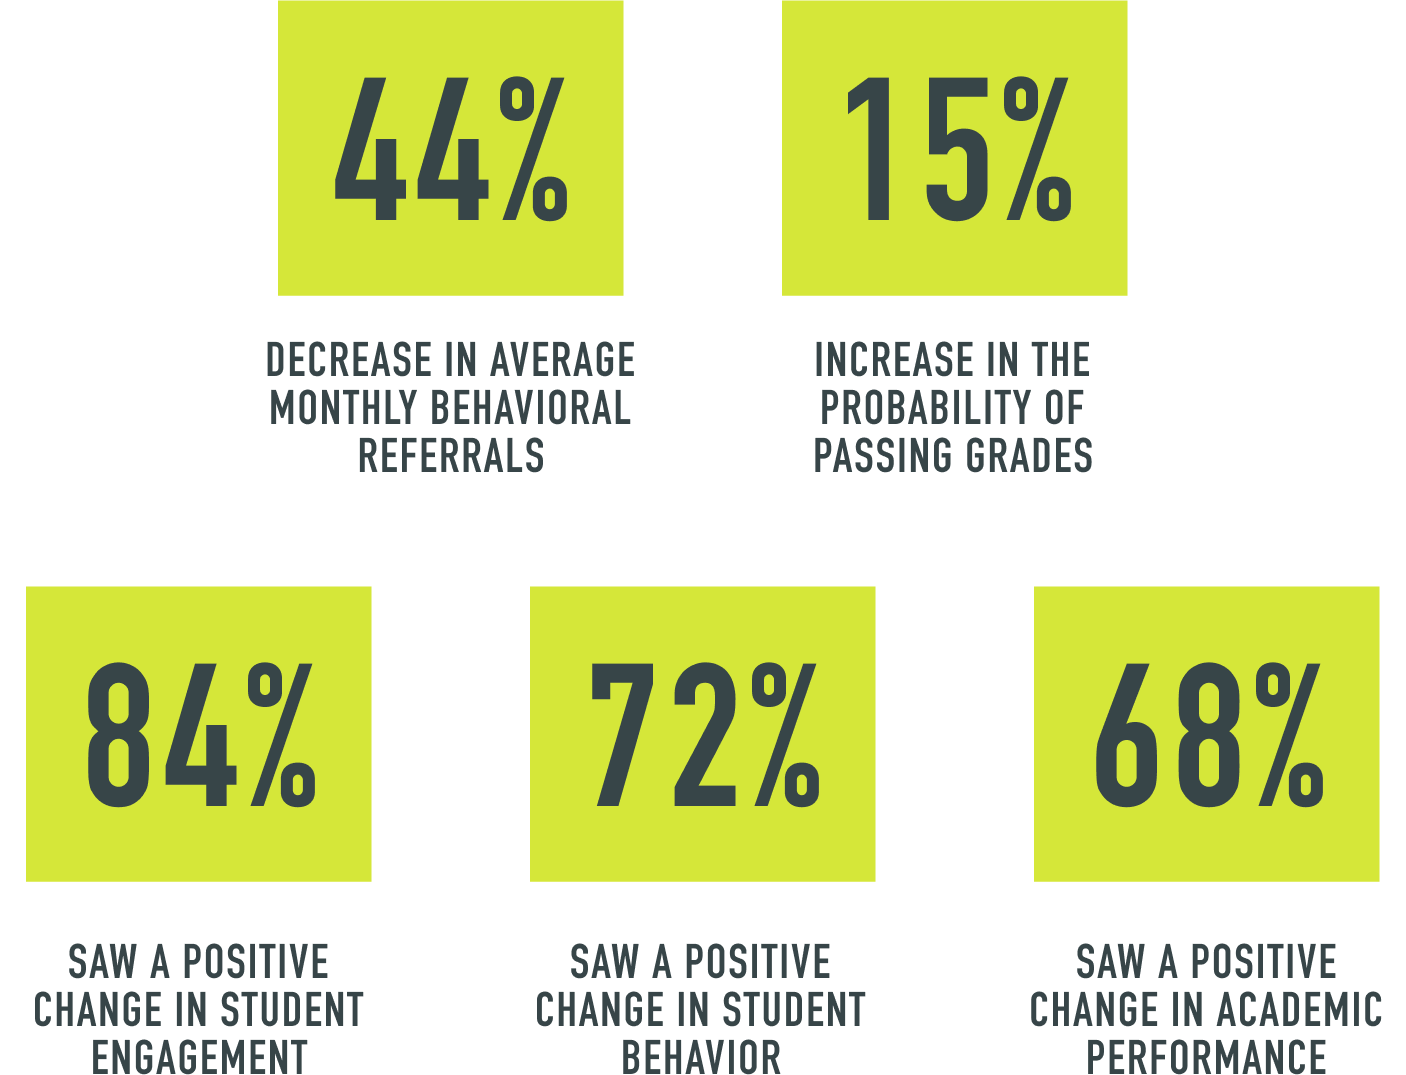 44%
15%
DECREASE IN AVERAGE
MONTHLY BEHAVIORAL
REFERRALS
INCREASE IN THE
PROBABILITY OF
PASSING GRADES
84%
72%
68%
SAW A POSITIVE
CHANGE IN STUDENT
ENGAGEMENT
SAW A POSITIVE
CHANGE IN STUDENT
BEHAVIOR
SAW A POSITIVE
CHANGE IN ACADEMIC
PERFORMANCE